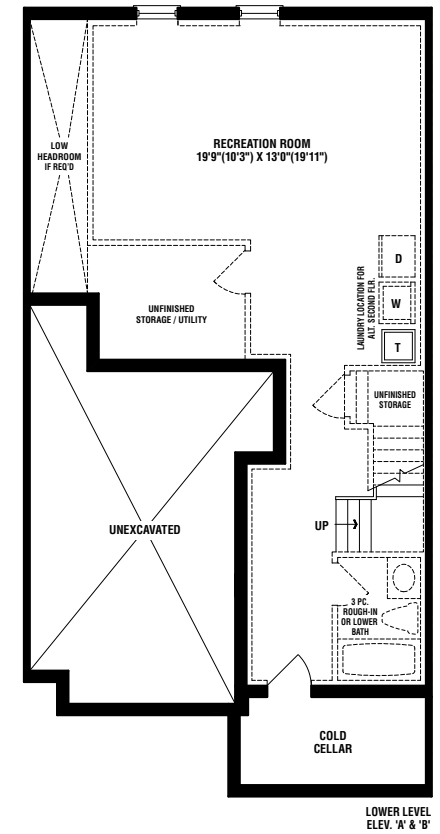 LOW
HEADROOM
IF REQ'D
RECREATION ROOM
19'9"(10'3") X 13'0"(19'11")
UNFINISHED
STORAGE / UTILITY
LAUNDRY LOCATION FOR
ALT. SECOND FLR.
D
W
T
UNFINISHED
STORAGE
UNEXCAVATED
UP
3 PC.
ROUGH-IN
OR LOWER
BATH
COLD
CELLAR
LOWER LEVEL
ELEV. 'A' & 'B'